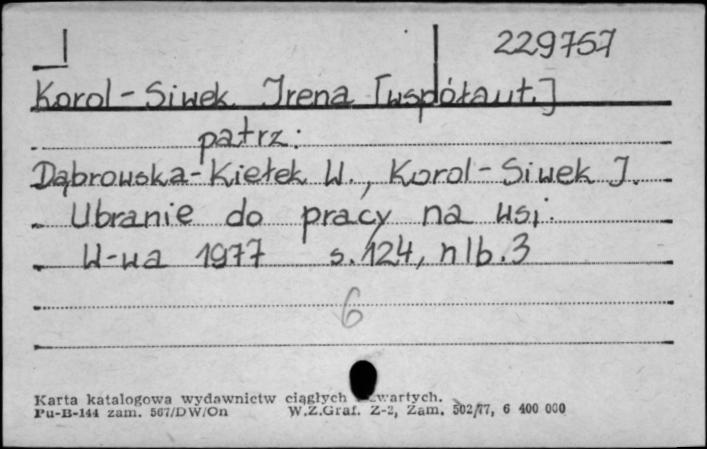 229757
Korol-Siwek Irena [współaut.]
patrz:
Dąbrowska-Kiełek W., Korol-Siwek J.
Ubranie do pracy na wsi.
W-wa 1977 s. 124, nlb. 3
6
Karta katalogowa wydawnictw ciągłych zwartych.
Pu-B-144 zam. 567/DW/On W.Z.Graf. Z-2, Zam. 502/77, 6 400 000